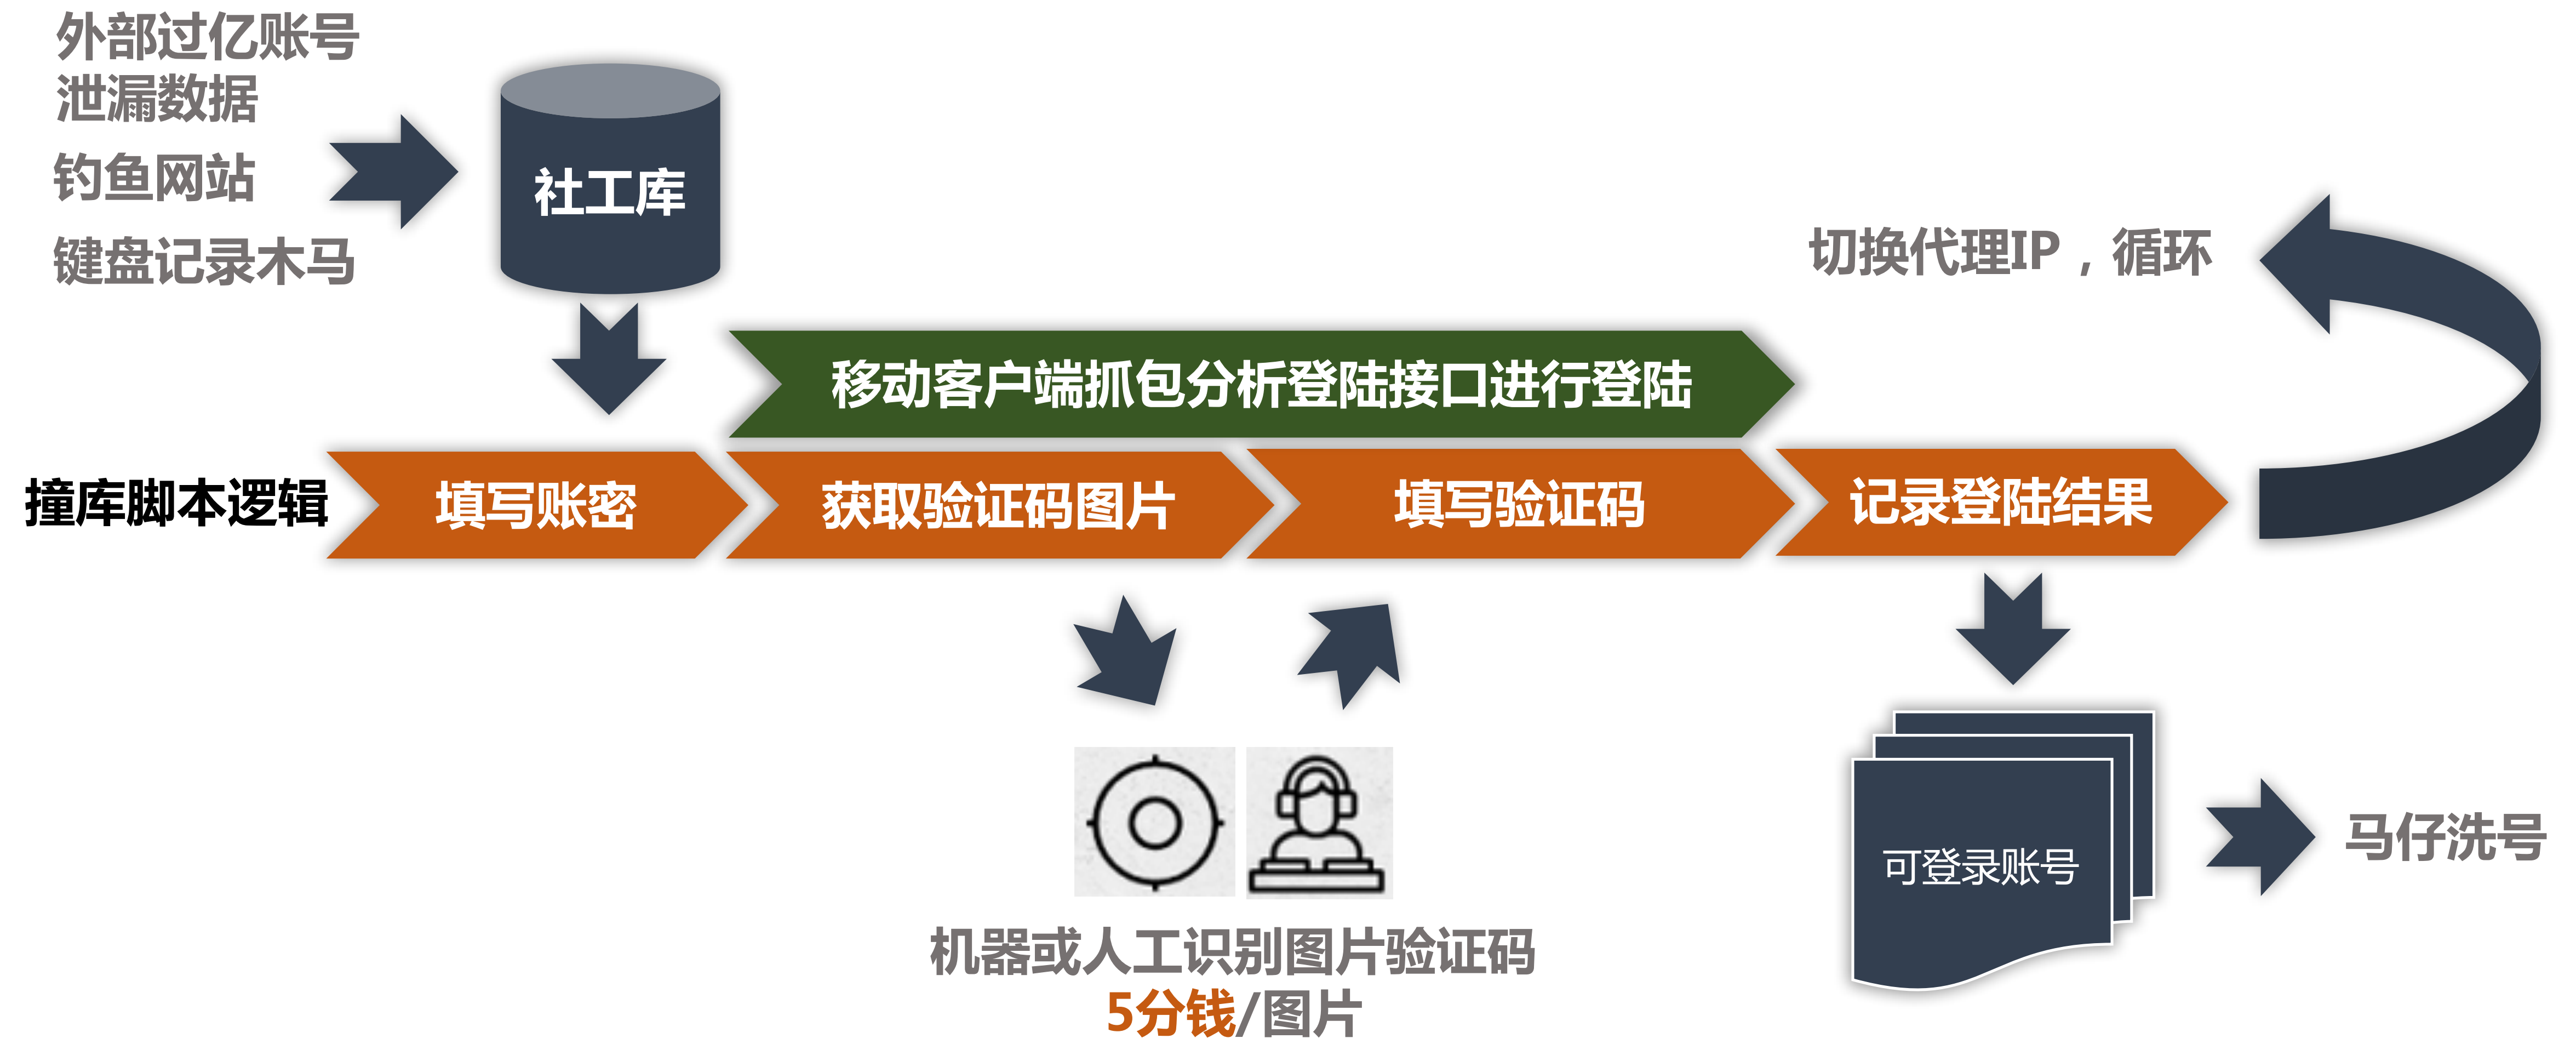 外部过亿账号
泄漏数据
钓鱼网站
键盘记录木马
社工库
切换代理IP，循环
移动客户端抓包分析登陆接口进行登陆
撞库脚本逻辑
填写账密
获取验证码图片
填写验证码
记录登陆结果
机器或人工识别图片验证码
5分钱/图片
可登录账号
马仔洗号